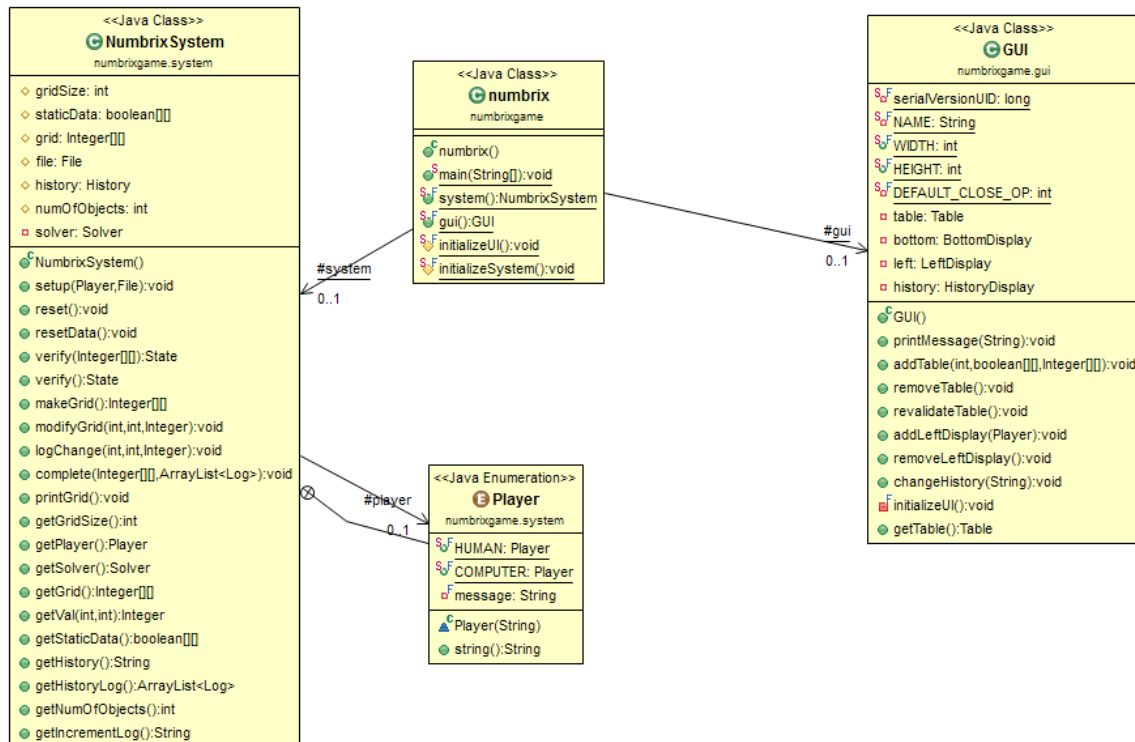 <<Java Class>>
NumbrixSystem
numbrixgame.system
gridSize: int
staticData: boolean[][]
grid: Integer[][]
file: File
history: History
numOfObjects: int
solver: Solver
NumbrixSystem()
setup(Player,File):void
reset():void
resetData():void
verify(Integer[][]):State
verify():State
makeGrid():Integer[][]
modifyGrid(int,int,Integer):void
logChange(int,int,Integer):void
complete(Integer[][],ArrayList<Log>):void
printGrid():void
getGridSize():int
getPlayer():Player
getSolver():Solver
getGrid():Integer[][]
getVal(int,int):Integer
getStaticData():boolean[][]
getHistory():String
getHistoryLog():ArrayList<Log>
getNumOfObjects():int
getIncrementLog():String
#system
0..1
<<Java Class>>
numbrix
numbrixgame
numbrix()
main(String[]):void
system():NumbrixSystem
gui():GUI
initializeUI():void
initializeSystem():void
#player
0..1
<<Java Enumeration>>
Player
numbrixgame.system
HUMAN: Player
COMPUTER: Player
message: String
Player(String)
string():String
#gui
0..1
<<Java Class>>
GUI
numbrixgame.gui
serialVersionUID: long
NAME: String
WIDTH: int
HEIGHT: int
DEFAULT_CLOSE_OP: int
table: Table
bottom: BottomDisplay
left: LeftDisplay
history: HistoryDisplay
GUI()
printMessage(String):void
addTable(int,boolean[][],Integer[][]):void
removeTable():void
revalidateTable():void
addLeftDisplay(Player):void
removeLeftDisplay():void
changeHistory(String):void
initializeUI():void
getTable():Table